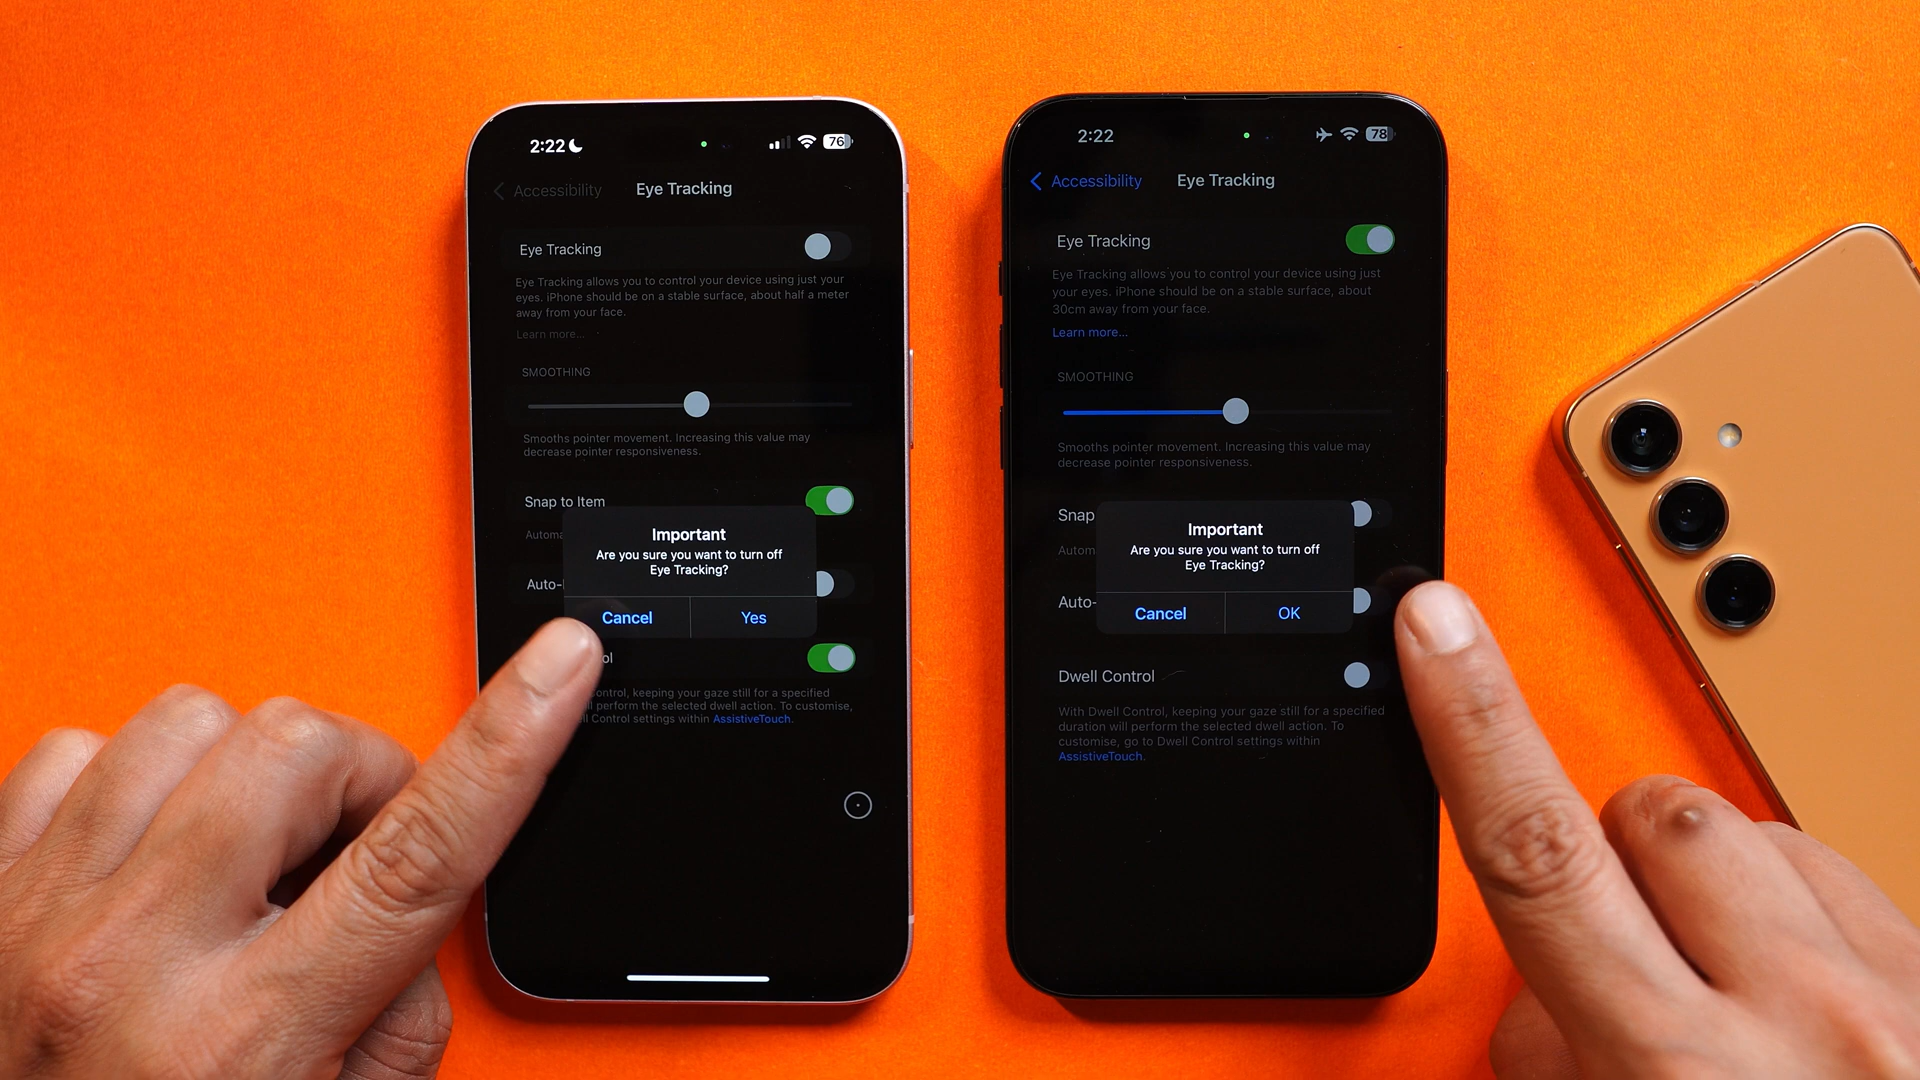 2:22
76
Accessibility
Eye Tracking
Eye Tracking
Eye Tracking allows you to control your device using just your
eyes. iPhone should be on a stable surface, about half a meter
away from your face.
Learn more...
SMOOTHING
Smooths pointer movement. Increasing this value may
decrease pointer responsiveness.
Snap to Item
Important
Are you sure you want to turn off
Eye Tracking?
Auto-
Cancel
Yes
ontrol, keeping your gaze still for a specified
ll perform the selected dwell action. To customise,
ll Control settings within AssistiveTouch.
2:22
78
Accessibility
Eye Tracking
Eye Tracking
Eye Tracking allows you to control your device using just
your eyes. iPhone should be on a stable surface, about
30cm away from your face.
Learn more...
SMOOTHING
Smooths pointer movement. Increasing this value may
decrease pointer responsiveness.
Snap
Important
Are you sure you want to turn off
Eye Tracking?
Autom
Auto-
Cancel
OK
Dwell Control
With Dwell Control, keeping your gaze still for a specified
duration will perform the selected dwell action. To
customise, go to Dwell Control settings within
AssistiveTouch.